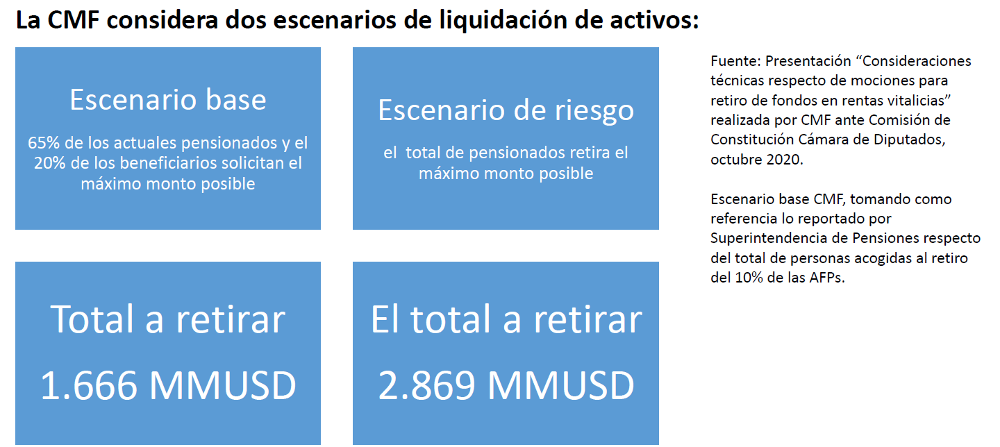 La CMF considera dos escenarios de liquidación de activos:
Escenario base
65% de los actuales pensionados y el
20% de los beneficiarios solicitan el
máximo monto posible
Escenario de riesgo
el  total de pensionados retira el
máximo monto posible
Total a retirar
1.666 MMUSD
El total a retirar
2.869 MMUSD
Fuente: Presentación “Consideraciones
técnicas respecto de mociones para
retiro de fondos en rentas vitalicias”
realizada por CMF ante Comisión de
Constitución Cámara de Diputados,
octubre 2020.
Escenario base CMF, tomando como
referencia lo reportado por
Superintendencia de Pensiones respecto
del total de personas acogidas al retiro
del 10% de las AFPs.